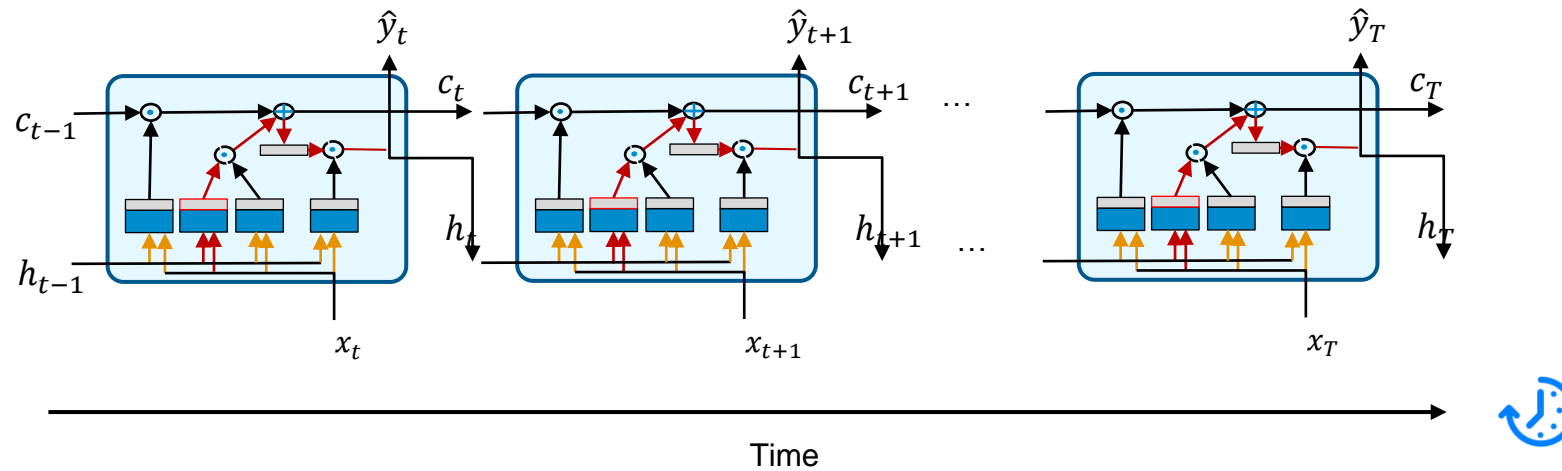 ŷ_t ŷ_{t+1} ŷ_T
c_t c_{t+1} … c_T
c_{t−1}
h_t h_{t+1} … h_T
h_{t−1}
x_t x_{t+1} x_T
Time